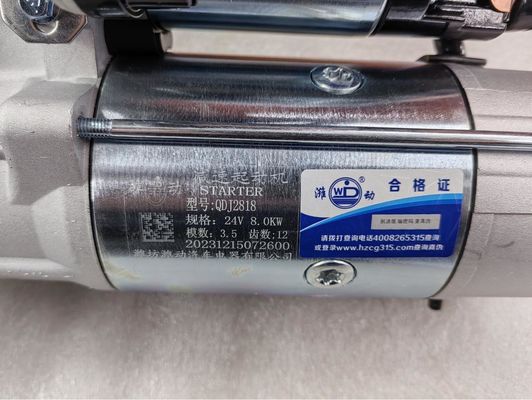 潍动
减速起动机
STARTER
型号:QDJ2818
规格: 24V 8.0KW
模数: 3.5 齿数:12
20231215072600
潍坊潍动汽车电器有限公司
潍 WD 动
合格证
请拨打查询电话4008265315查询
或登录www.hzcg315.com查询真伪